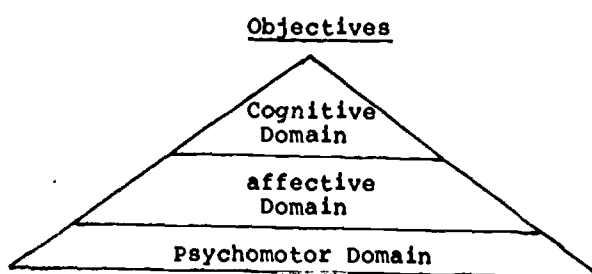 Objectives
Cognitive
Domain
affective
Domain
Psychomotor Domain